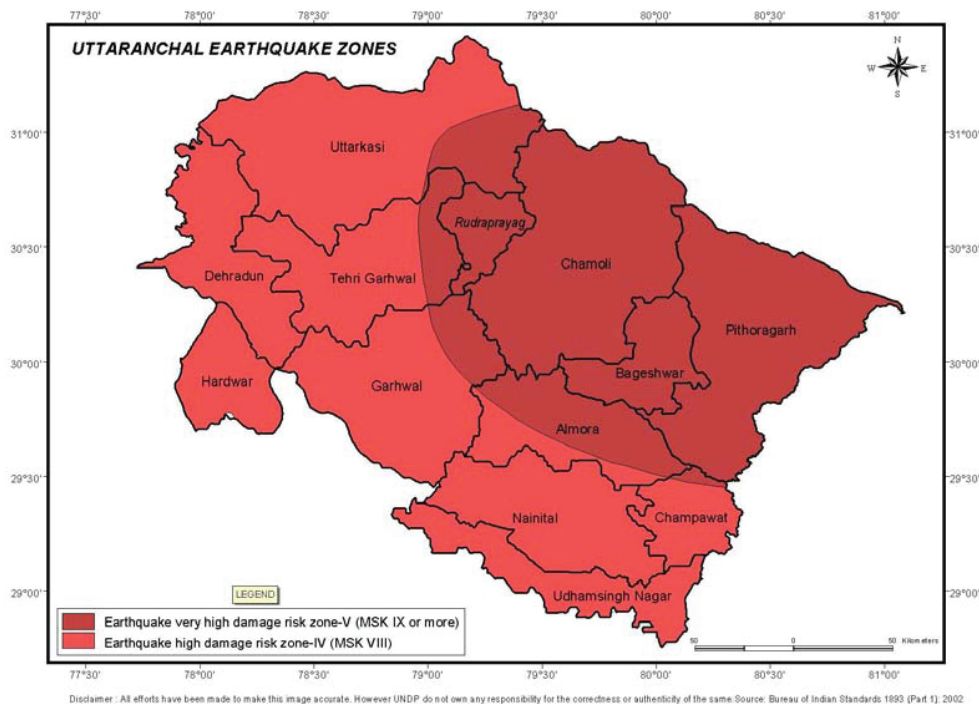 77°30' 78°00' 78°30' 79°00' 79°30' 80°00' 80°30' 81°00'
UTTARANCHAL EARTHQUAKE ZONES
N
W E
S
31°00' 31°00'
Uttarkasi
Rudraprayag
30°30' 30°30'
Chamoli
Dehradun
Tehri Garhwal
Pithoragarh
30°00' 30°00'
Hardwar
Garhwal
Bageshwar
Almora
29°30' 29°30'
Nainital
Champawat
29°00' 29°00'
LEGEND
Udhamsingh Nagar
Earthquake very high damage risk zone-V (MSK IX or more)
Earthquake high damage risk zone-IV (MSK VIII)
50 0 50 Kilometers
77°30' 78°00' 78°30' 79°00' 79°30' 80°00' 80°30' 81°00'
Disclaimer : All efforts have been made to make this image accurate. However UNDP do not own any responsibility for the correctness or authenticity of the same.Source: Bureau of Indian Standards 1893 (Part 1): 2002